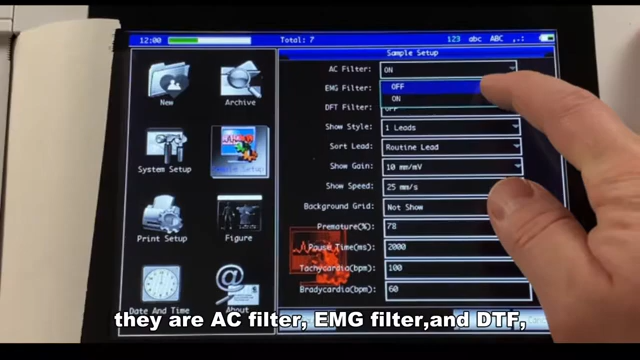 12:00 Total: 7 123 abc ABC ,.:
Sample Setup
AC Filter: ON
EMG Filter: OFF
ON
DFT Filter: OFF
Show Style: 1 Leads
Sort Lead: Routine Lead
Show Gain: 10 mm/mV
Show Speed: 25 mm/s
Background Grid: Not Show
Premature(%): 78
Pause Time(ms): 2000
Tachycardia(bpm): 100
Bradycardia(bpm): 60
New Archive
System Setup
Print Setup Figure
Date And Time About
they are AC filter, EMG filter,and DTF,